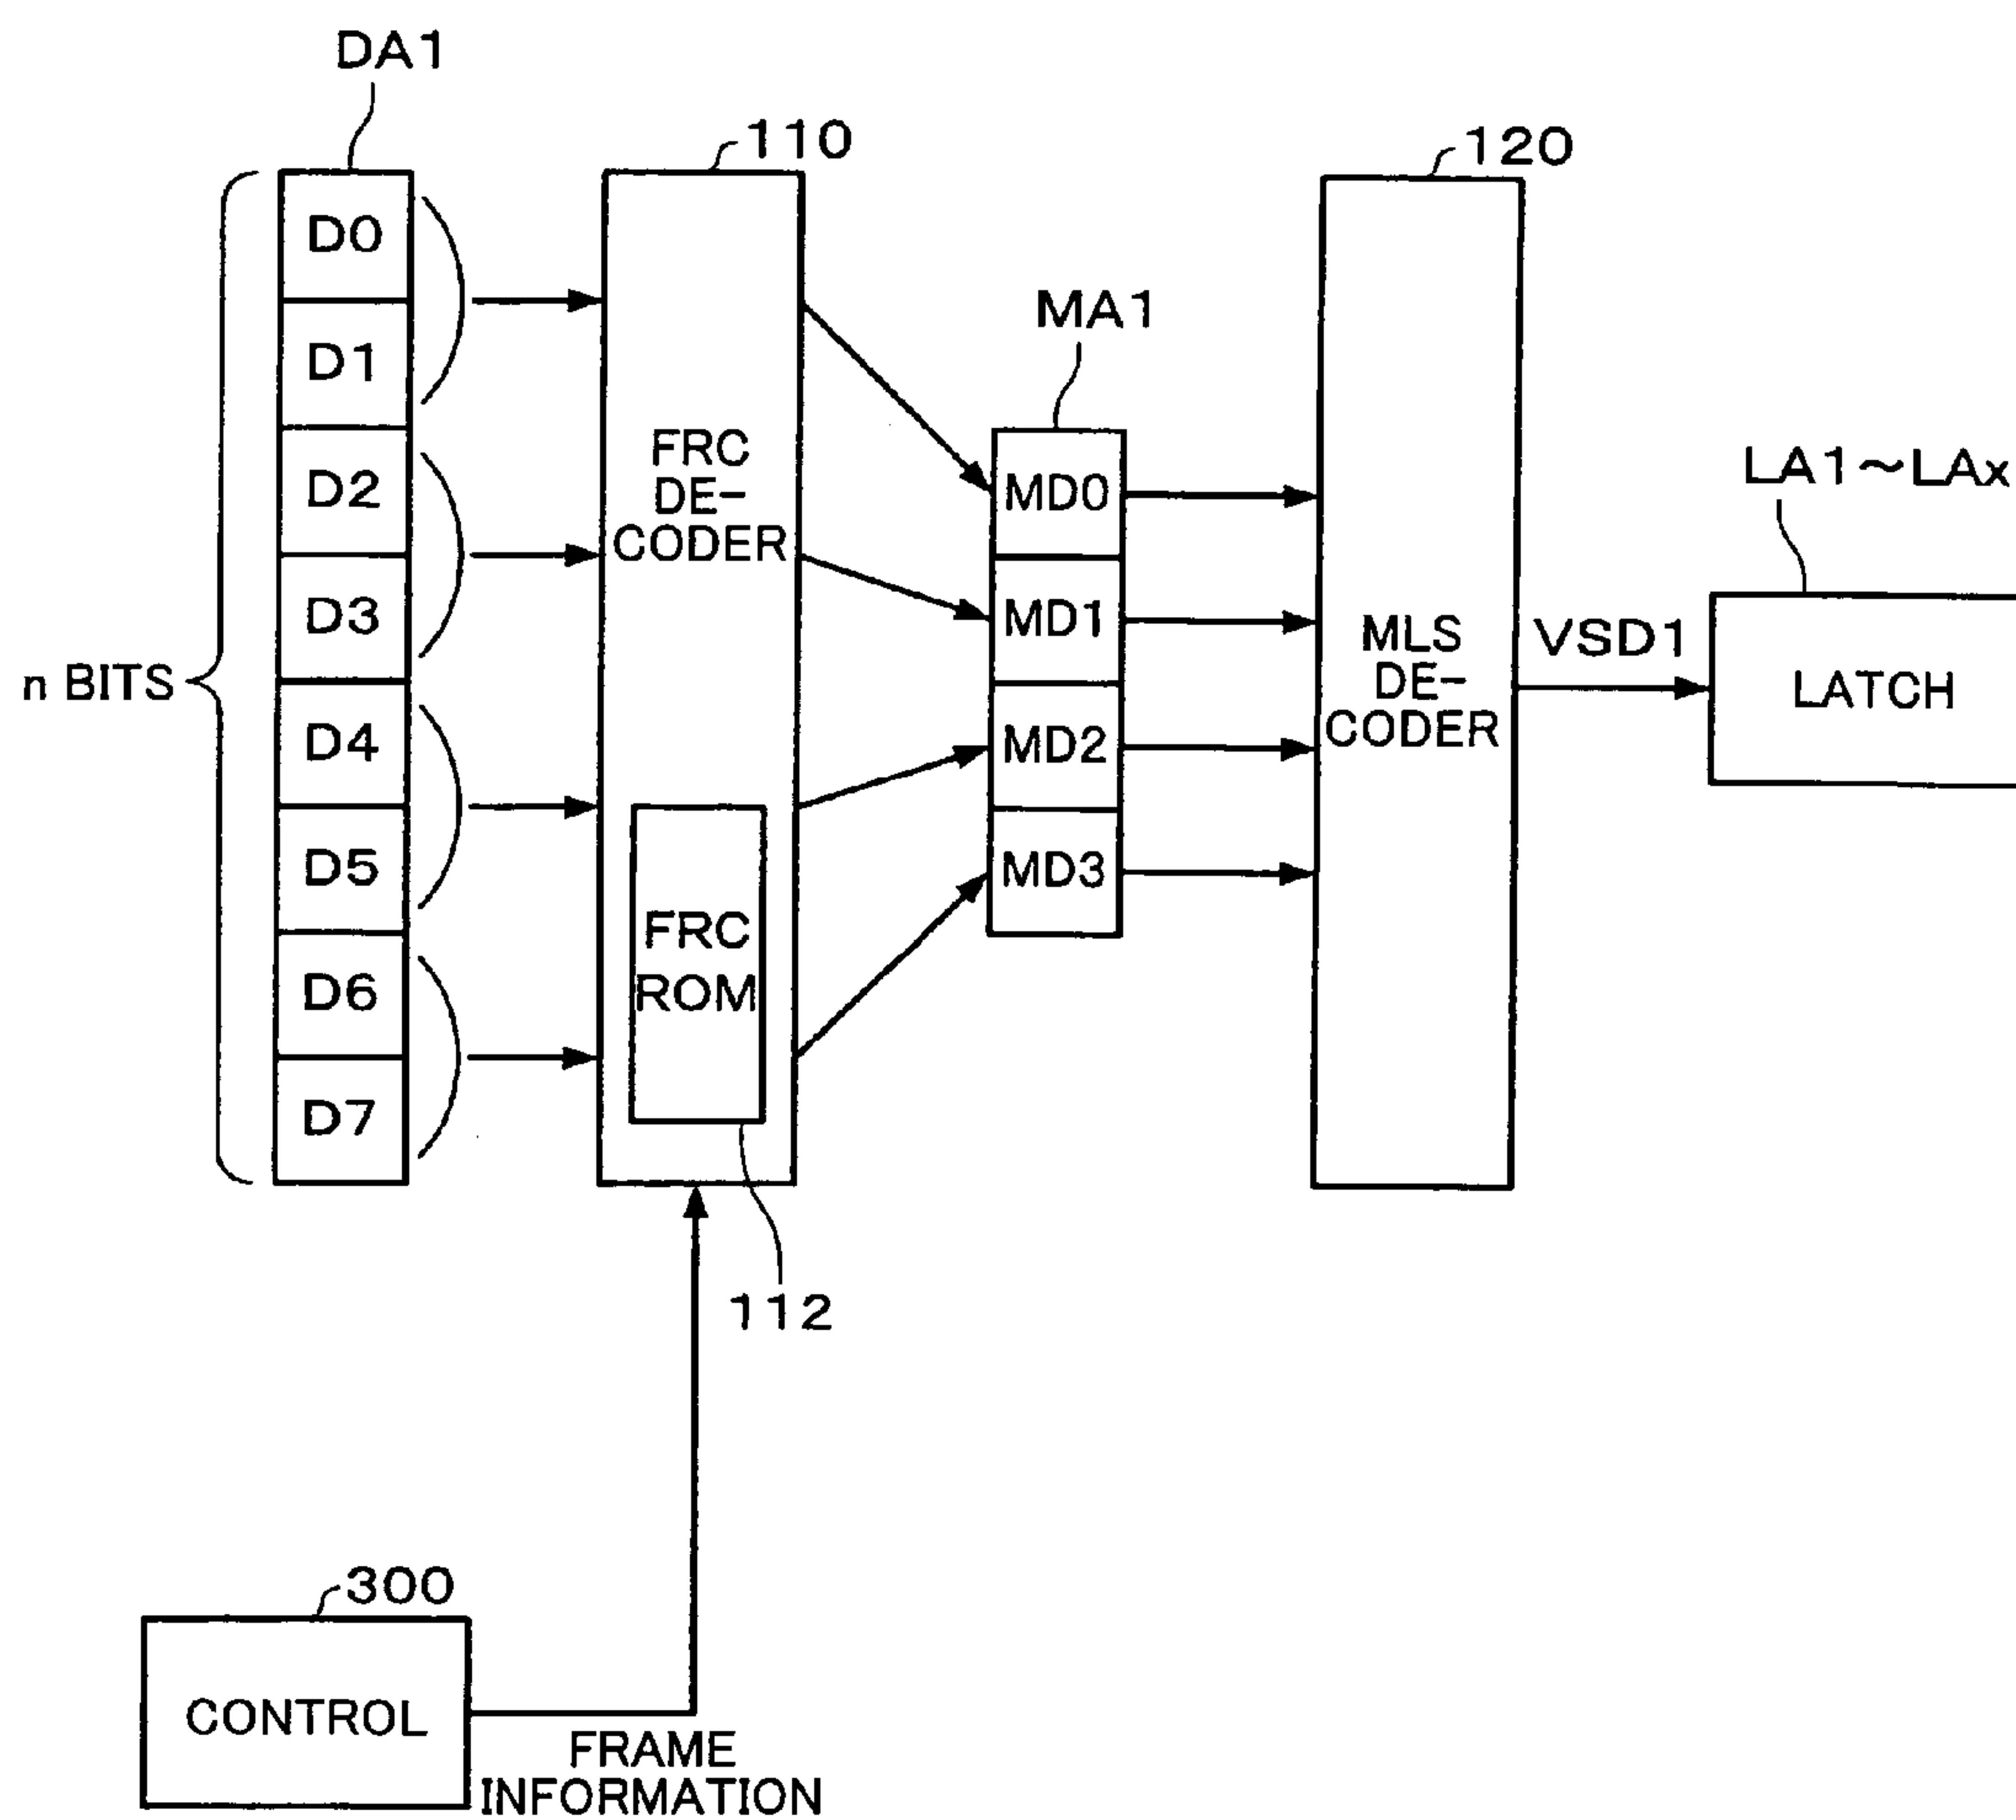 DA1
110
120
D0
D1
D2
D3
D4
D5
D6
D7
n BITS
FRC
DE-
CODER
FRC
ROM
112
MA1
MD0
MD1
MD2
MD3
MLS
DE-
CODER
VSD1
LA1～LAx
LATCH
300
CONTROL
FRAME
INFORMATION